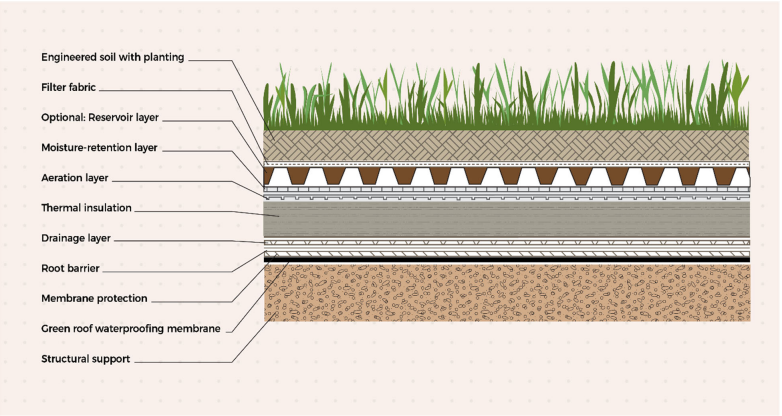 Engineered soil with planting
Filter fabric
Optional: Reservoir layer
Moisture-retention layer
Aeration layer
Thermal insulation
Drainage layer
Root barrier
Membrane protection
Green roof waterproofing membrane
Structural support